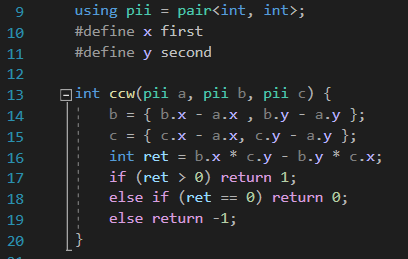 9 using pii = pair<int, int>;
10 #define x first
11 #define y second
12
13 int ccw(pii a, pii b, pii c) {
14 b = { b.x - a.x , b.y - a.y };
15 c = { c.x - a.x, c.y - a.y };
16 int ret = b.x * c.y - b.y * c.x;
17 if (ret > 0) return 1;
18 else if (ret == 0) return 0;
19 else return -1;
20 }